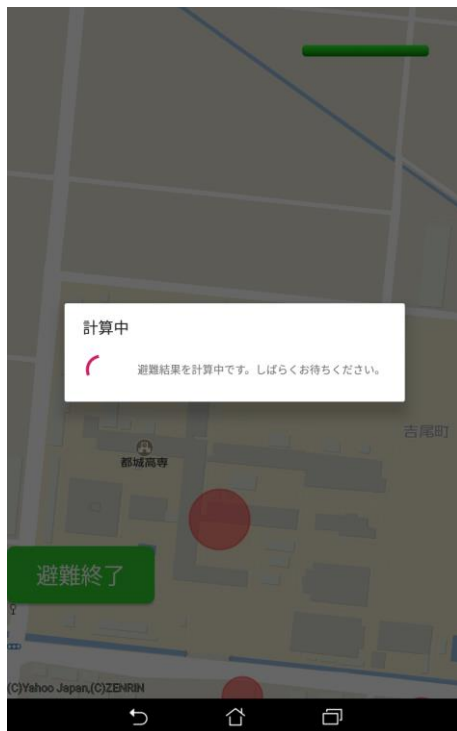 計算中
避難結果を計算中です。しばらくお待ちください。
吉尾町
都城高専
避難終了
(C)Yahoo Japan,(C)ZENRIN